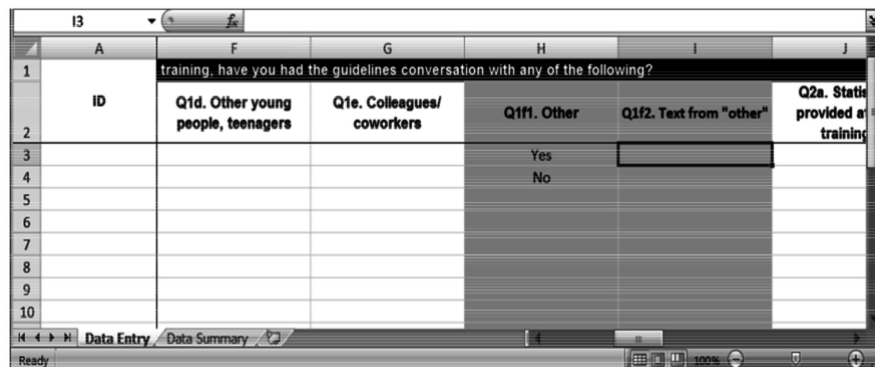 I3 fx
A F G H I J
1 training, have you had the guidelines conversation with any of the following?
ID Q1d. Other young people, teenagers Q1e. Colleagues/ coworkers Q1f1. Other Q1f2. Text from "other" Q2a. Statis provided a training
2
3 Yes
4 No
5
6
7
8
9
10
Data Entry Data Summary
Ready 100%